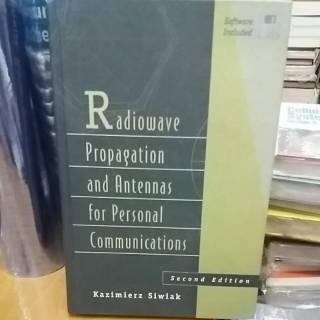 Software
Included
Radiowave
Propagation
and Antennas
for Personal
Communications
Second Edition
Kazimierz Siwiak